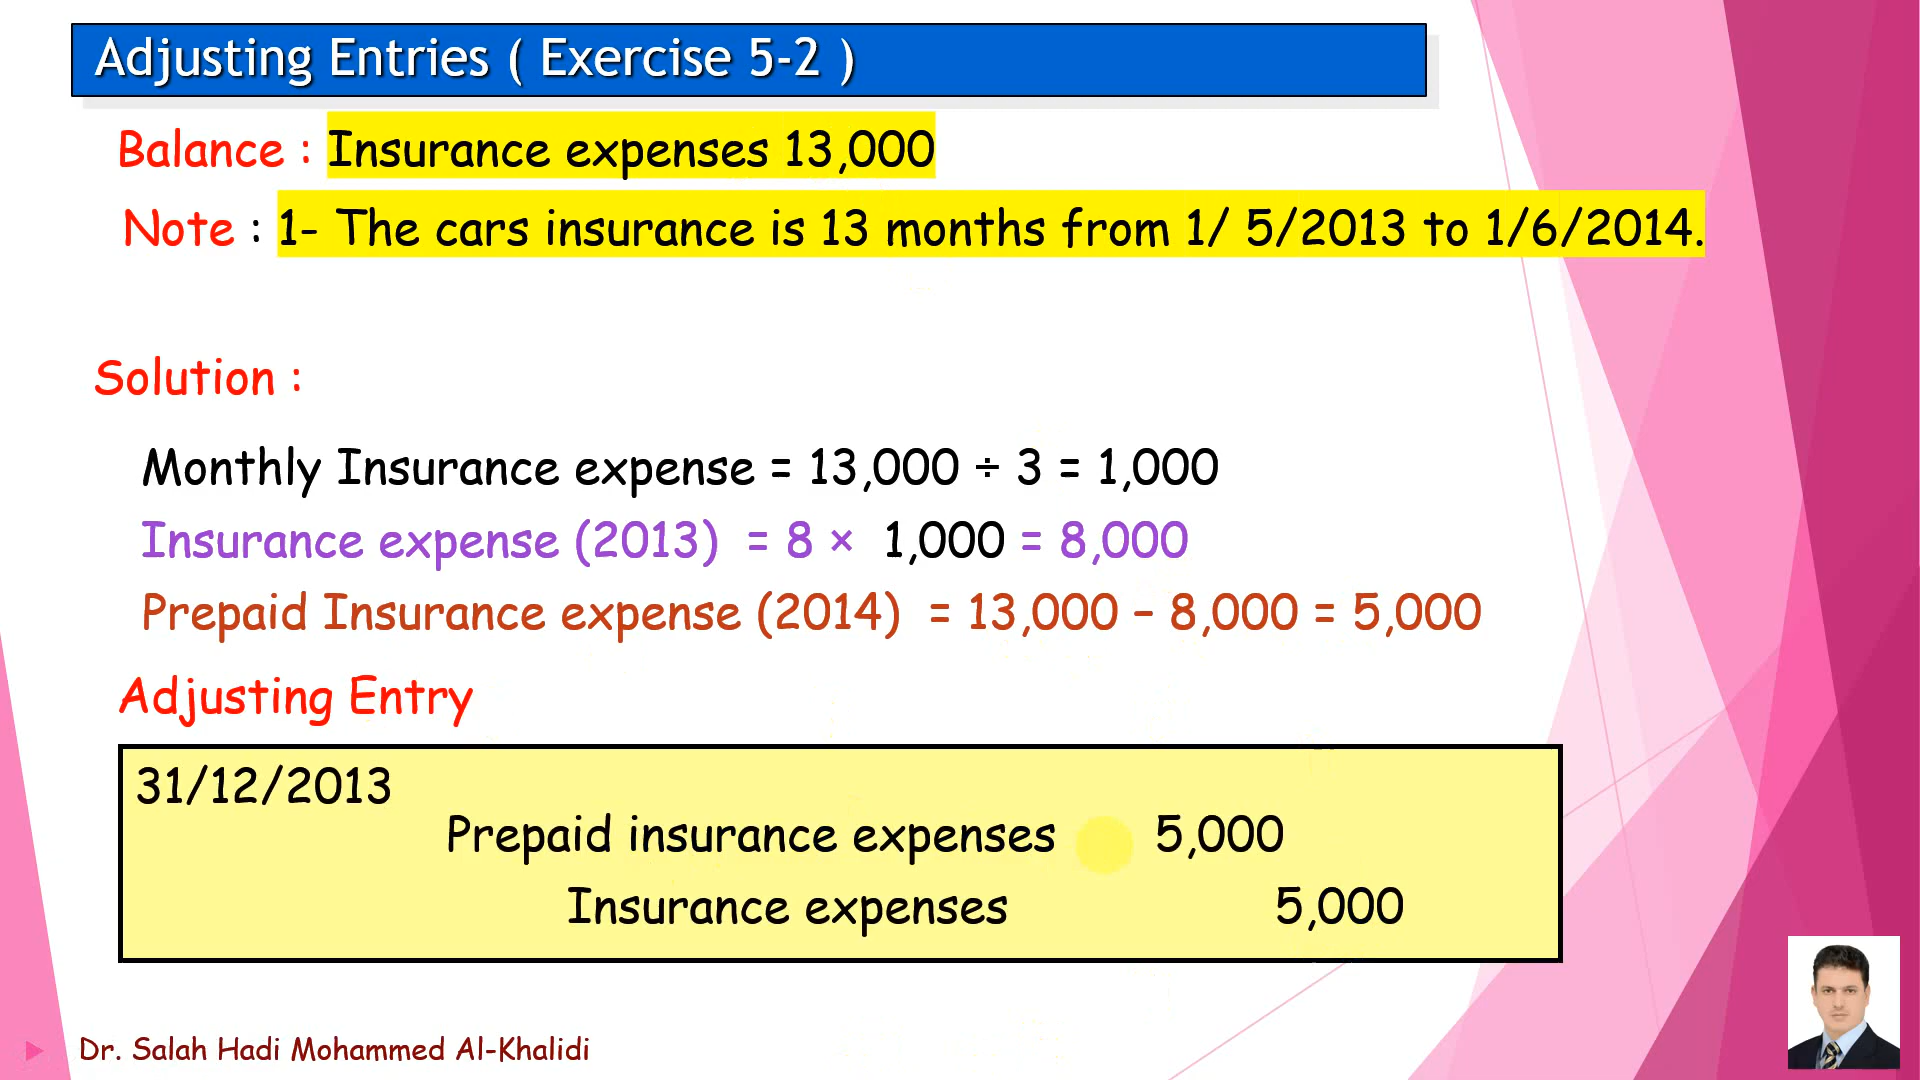 Adjusting Entries ( Exercise 5-2 )
Balance : Insurance expenses 13,000
Note : 1- The cars insurance is 13 months from 1/ 5/2013 to 1/6/2014.
Solution :
Monthly Insurance expense = 13,000 ÷ 3 = 1,000
Insurance expense (2013) = 8 × 1,000 = 8,000
Prepaid Insurance expense (2014) = 13,000 – 8,000 = 5,000
Adjusting Entry
31/12/2013
Prepaid insurance expenses 5,000
Insurance expenses 5,000
Dr. Salah Hadi Mohammed Al-Khalidi